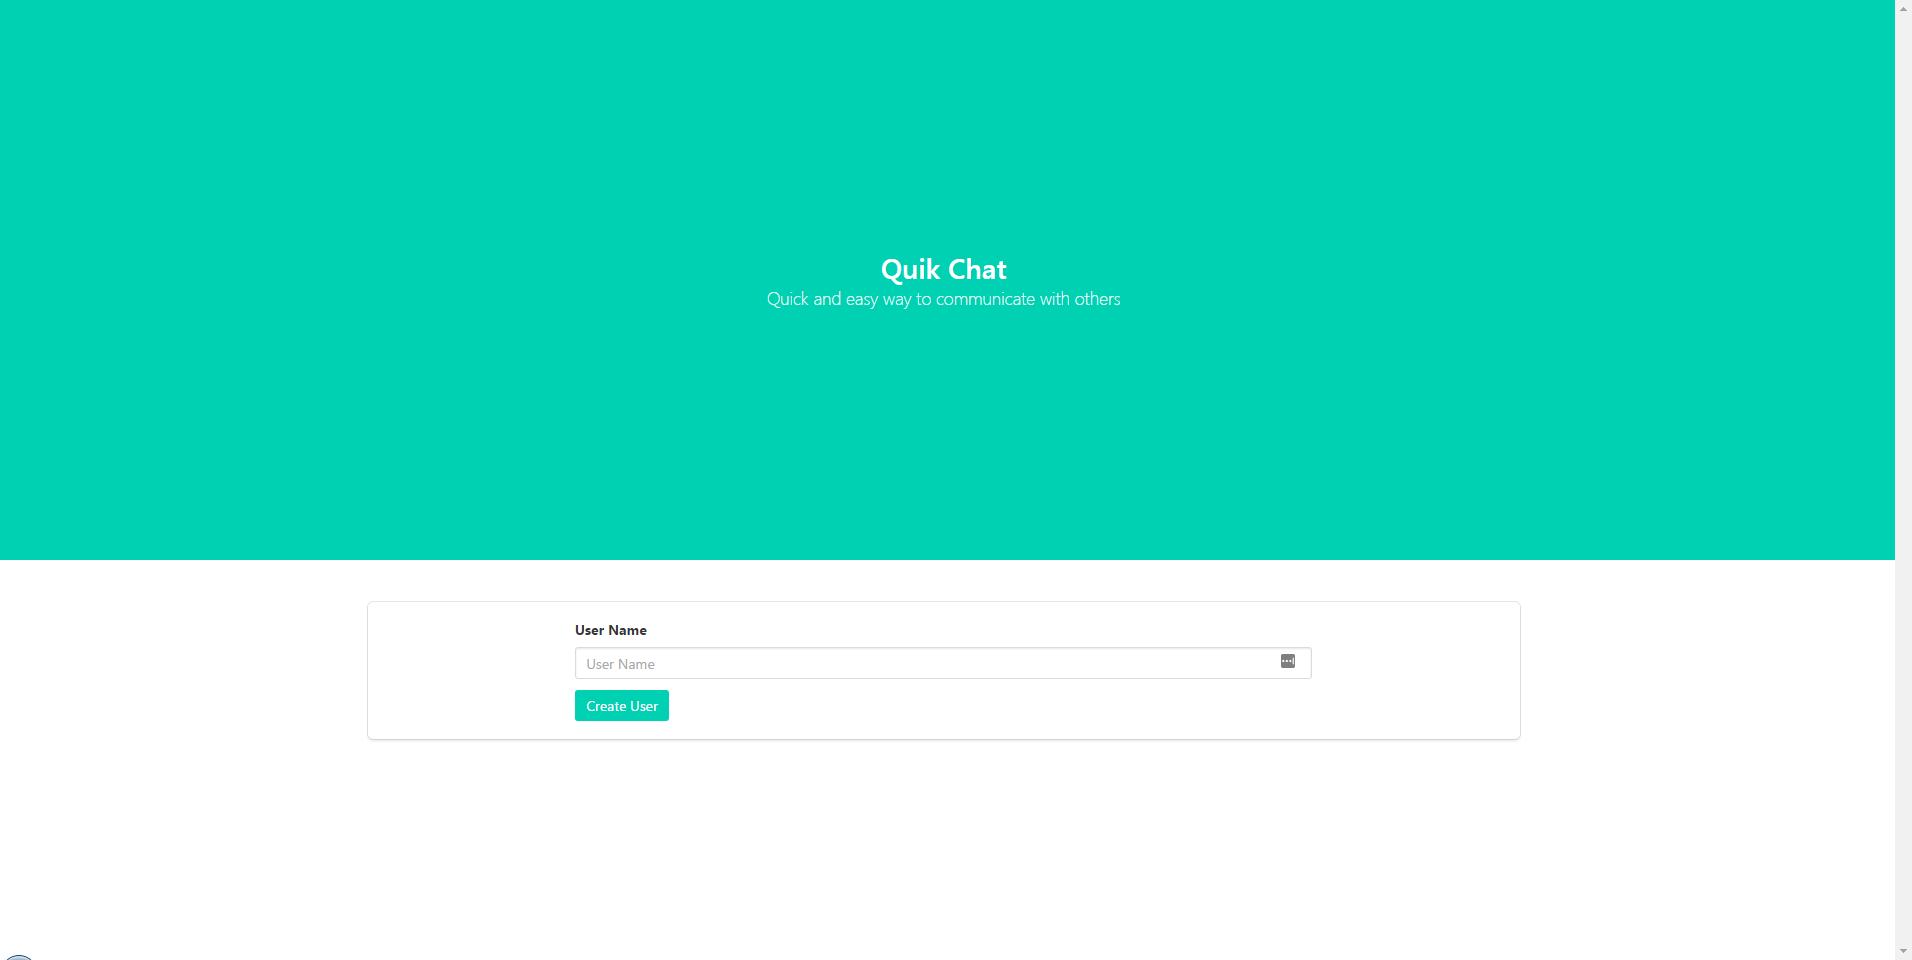 Quik Chat
Quick and easy way to communicate with others
User Name
User Name
Create User